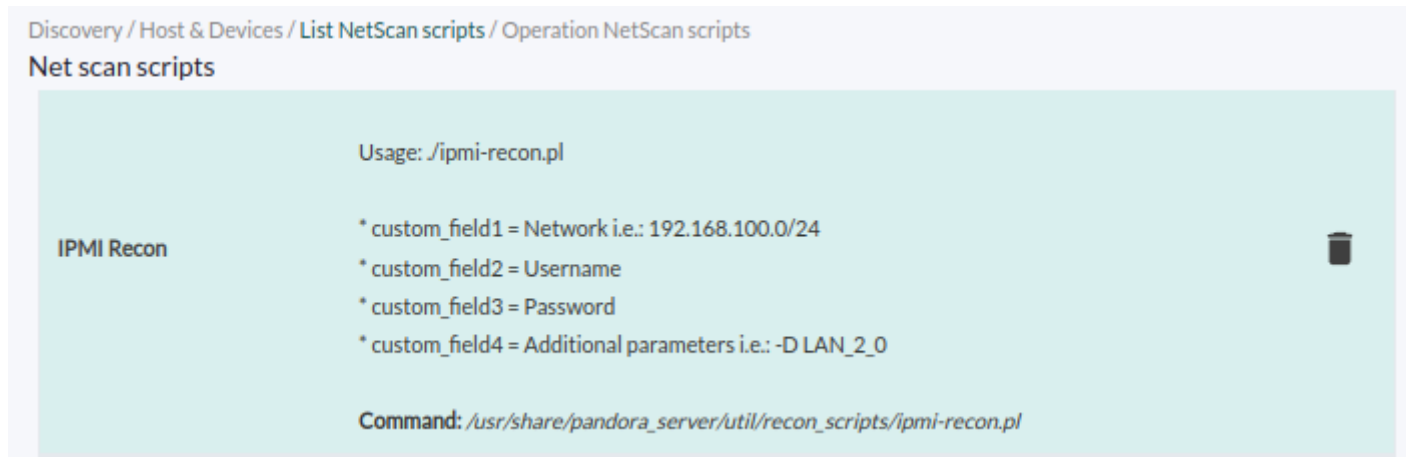 Discovery / Host & Devices / List NetScan scripts / Operation NetScan scripts
Net scan scripts
Usage: ./ipmi-recon.pl
* custom_field1 = Network i.e.: 192.168.100.0/24
IPMI Recon
* custom_field2 = Username
* custom_field3 = Password
* custom_field4 = Additional parameters i.e.: -D LAN_2_0
Command: /usr/share/pandora_server/util/recon_scripts/ipmi-recon.pl